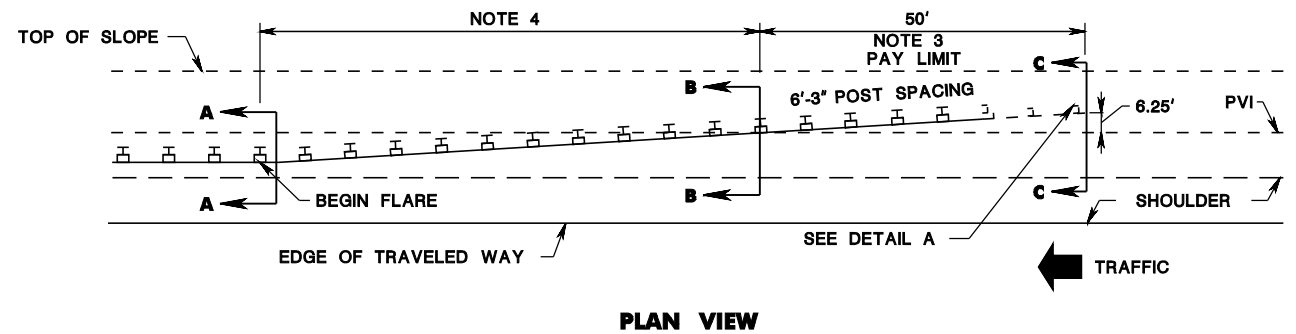 NOTE 4
50'
TOP OF SLOPE
NOTE 3
PAY LIMIT
C
B
6'-3" POST SPACING
6.25'
PVI
A
A
BEGIN FLARE
B
C
SHOULDER
SEE DETAIL A
EDGE OF TRAVELED WAY
TRAFFIC
PLAN VIEW